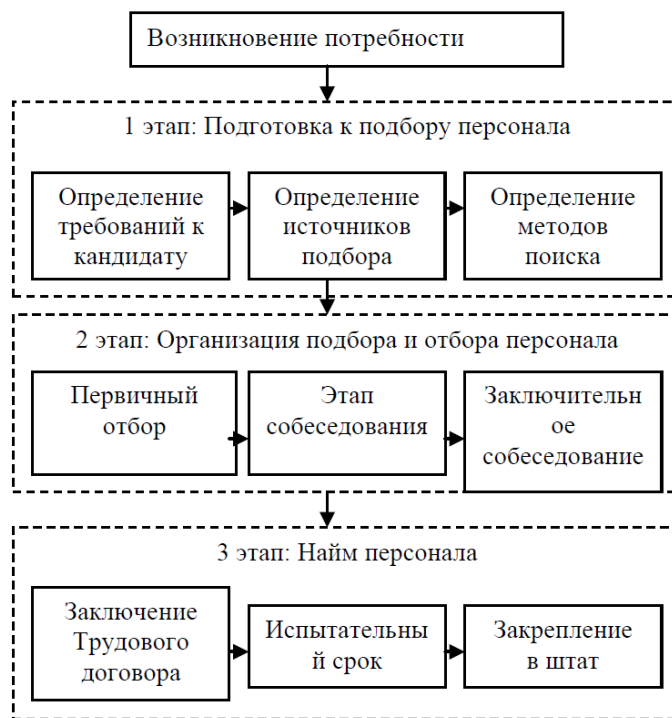 Возникновение потребности
1 этап: Подготовка к подбору персонала
Определение
требований к
кандидату
Определение
источников
подбора
Определение
методов
поиска
2 этап: Организация подбора и отбора персонала
Первичный
отбор
Этап
собеседования
Заключительн
ое
собеседование
3 этап: Найм персонала
Заключение
Трудового
договора
Испытательны
й срок
Закрепление
в штат